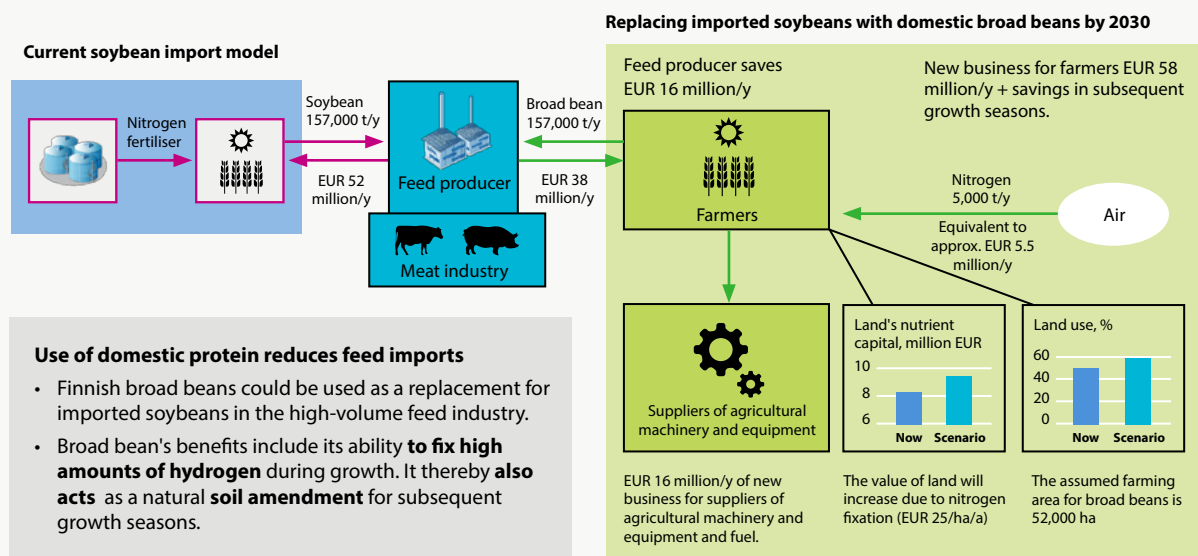 Current soybean import model
Nitrogen
fertiliser
Soybean
157,000 t/y
EUR 52
million/y
Feed producer
Meat industry
Broad bean
157,000 t/y
EUR 38
million/y
Replacing imported soybeans with domestic broad beans by 2030
Feed producer saves
EUR 16 million/y
New business for farmers EUR 58
million/y + savings in subsequent
growth seasons.
Farmers
Nitrogen
5,000 t/y
Equivalent to
approx. EUR 5.5
million/y
Air
Suppliers of agricultural
machinery and equipment
Land's nutrient
capital, million EUR
10
8
6
Now Scenario
Land use, %
60
40
20
0
Now Scenario
EUR 16 million/y of new
business for suppliers of
agricultural machinery and
equipment and fuel.
The value of land will
increase due to nitrogen
fixation (EUR 25/ha/a)
The assumed farming
area for broad beans is
52,000 ha
Use of domestic protein reduces feed imports
• Finnish broad beans could be used as a replacement for
imported soybeans in the high-volume feed industry.
• Broad bean's benefits include its ability to fix high
amounts of hydrogen during growth. It thereby also
acts as a natural soil amendment for subsequent
growth seasons.